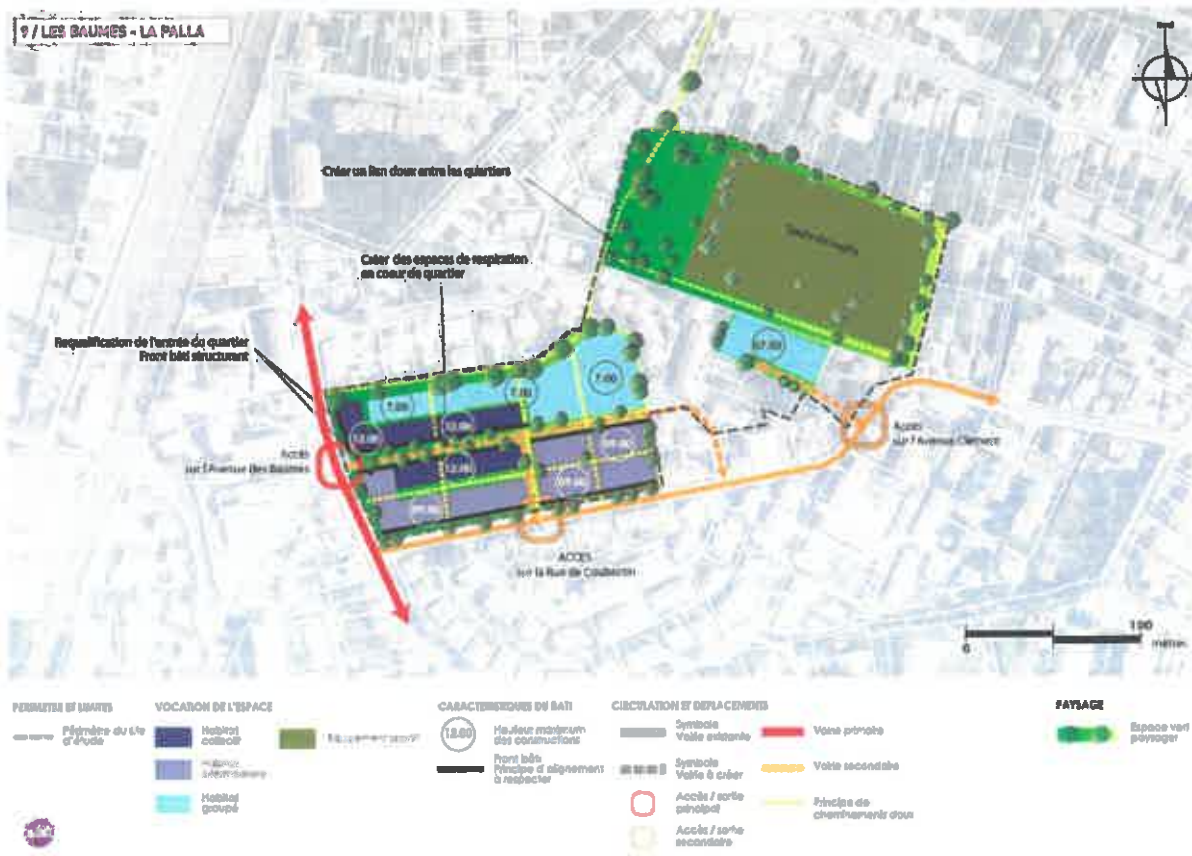 9 / LES BAUMES - LA PALLA
Nord
Créer un lien doux entre les quartiers
Créer des espaces de respiration
en coeur de quartier
Requalification de l'entrée du quartier
Front bâti structurant
7.00
7.00
7.00
07.00
12.00
12.00
12.00
09.00
09.00
09.00
Accès
sur l'Avenue des Baumes
Accès
sur l'Avenue Clément
ACCES
sur la Rue de Coubertin
0
100
mètres
PERIMETRE ET LIMITES
Périmètre du site
d'étude
VOCATION DE L'ESPACE
Habitat
collectif
Habitat
Habitat
groupé
Equipement sportif
CARACTERISTIQUES DU BATI
12.00
Hauteur maximum
des constructions
Front bâti
Principe d'alignement
à respecter
CIRCULATION ET DEPLACEMENTS
Symbole
Voirie existante
Symbole
Voirie à créer
Accès / sortie
principal
Accès / sortie
secondaire
Voirie primaire
Voirie secondaire
Principe de
cheminements doux
PAYSAGE
Espace vert
paysager